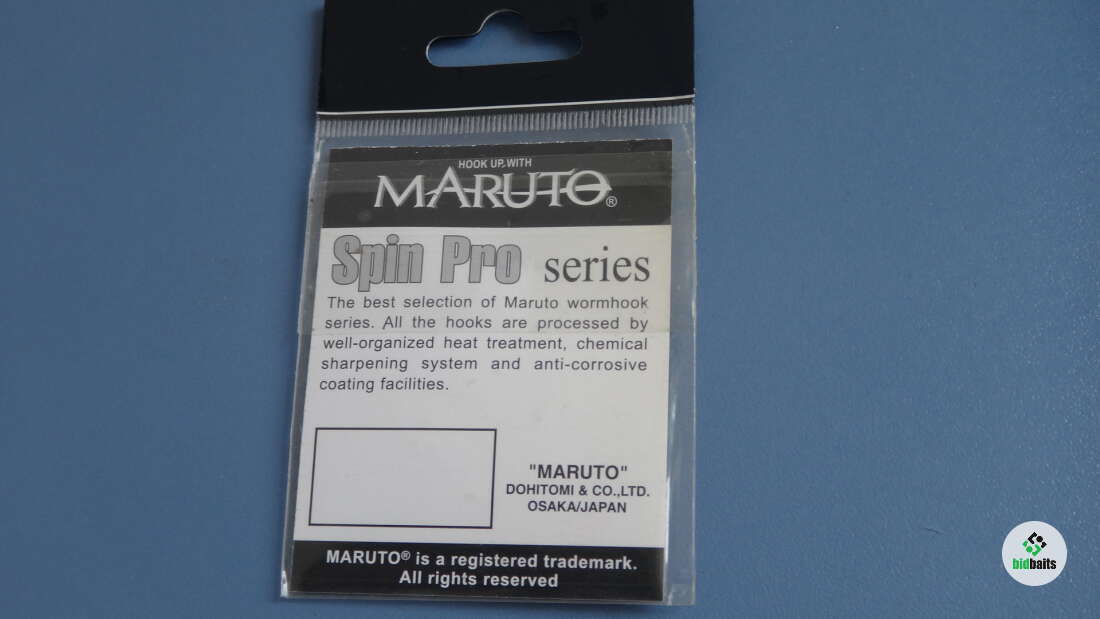 HOOK UP WITH
MARUTO®
Spin Pro series
The best selection of Maruto wormhook
series. All the hooks are processed by
well-organized heat treatment, chemical
sharpening system and anti-corrosive
coating facilities.
"MARUTO"
DOHITOMI & CO.,LTD.
OSAKA/JAPAN
MARUTO® is a registered trademark.
All rights reserved
bidbaits